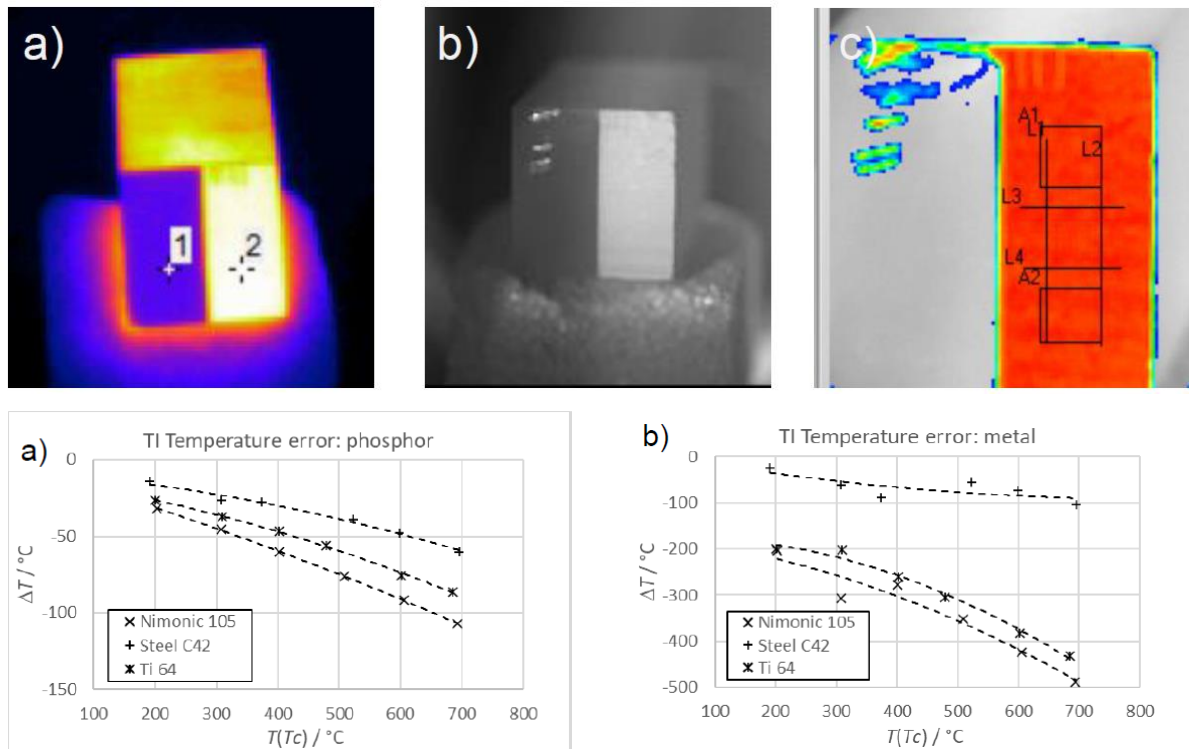 a)
b)
c)
1
2
A1
L
L2
L3
L4
A2
a)
TI Temperature error: phosphor
0
-50
-100
-150
ΔT / °C
Nimonic 105
Steel C42
Ti 64
100 200 300 400 500 600 700 800
T(Tc) / °C
b)
TI Temperature error: metal
0
-100
-200
-300
-400
-500
ΔT / °C
Nimonic 105
Steel C42
Ti 64
100 200 300 400 500 600 700 800
T(Tc) / °C